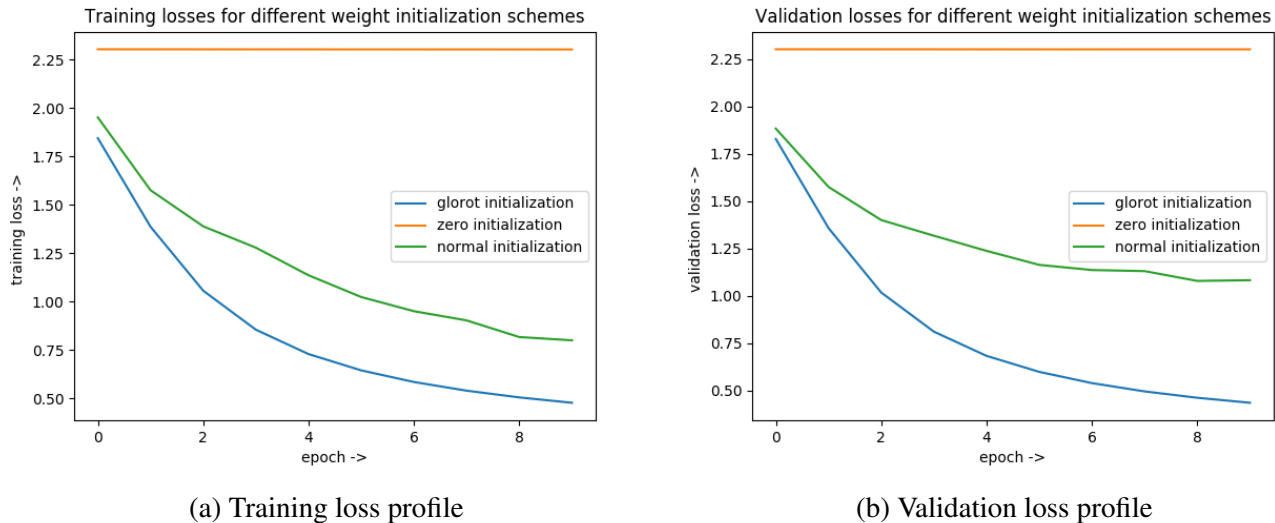 Training losses for different weight initialization schemes
training loss ->
2.25
2.00
1.75
1.50
1.25
1.00
0.75
0.50
glorot initialization
zero initialization
normal initialization
0
2
4
6
8
epoch ->
(a) Training loss profile
Validation losses for different weight initialization schemes
validation loss ->
2.25
2.00
1.75
1.50
1.25
1.00
0.75
0.50
glorot initialization
zero initialization
normal initialization
0
2
4
6
8
epoch ->
(b) Validation loss profile